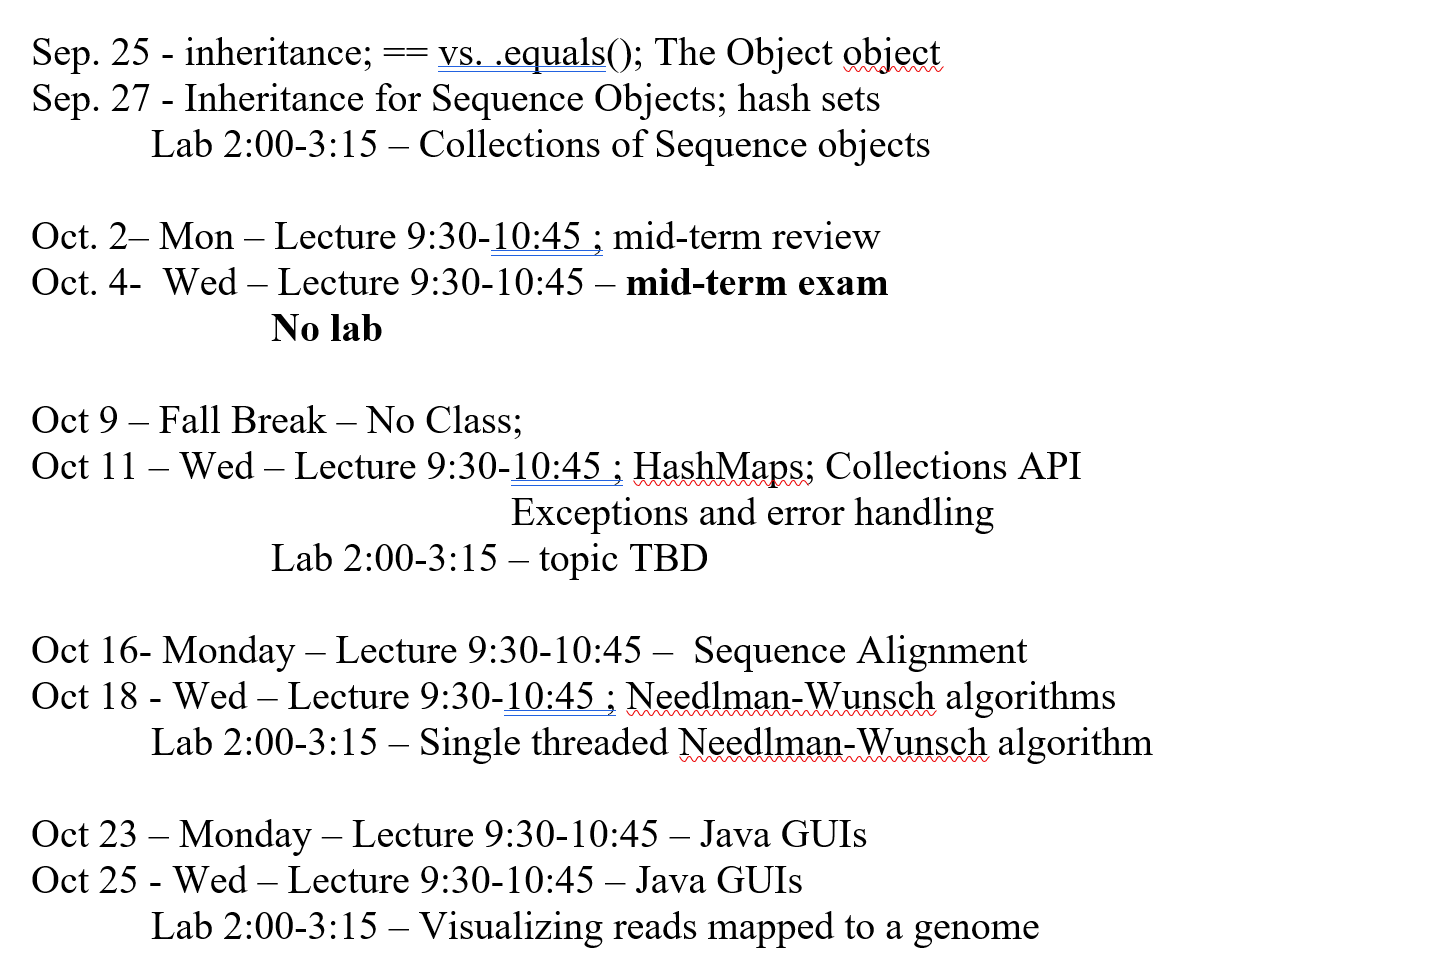 Sep. 25 - inheritance; == vs. .equals(); The Object object
Sep. 27 - Inheritance for Sequence Objects; hash sets
Lab 2:00-3:15 – Collections of Sequence objects
Oct. 2– Mon – Lecture 9:30-10:45 ; mid-term review
Oct. 4-  Wed – Lecture 9:30-10:45 – mid-term exam
No lab
Oct 9 – Fall Break – No Class;
Oct 11 – Wed – Lecture 9:30-10:45 ; HashMaps; Collections API
Exceptions and error handling
Lab 2:00-3:15 – topic TBD
Oct 16- Monday – Lecture 9:30-10:45 –  Sequence Alignment
Oct 18 - Wed – Lecture 9:30-10:45 ; Needlman-Wunsch algorithms
Lab 2:00-3:15 – Single threaded Needlman-Wunsch algorithm
Oct 23 – Monday – Lecture 9:30-10:45 – Java GUIs
Oct 25 - Wed – Lecture 9:30-10:45 – Java GUIs
Lab 2:00-3:15 – Visualizing reads mapped to a genome